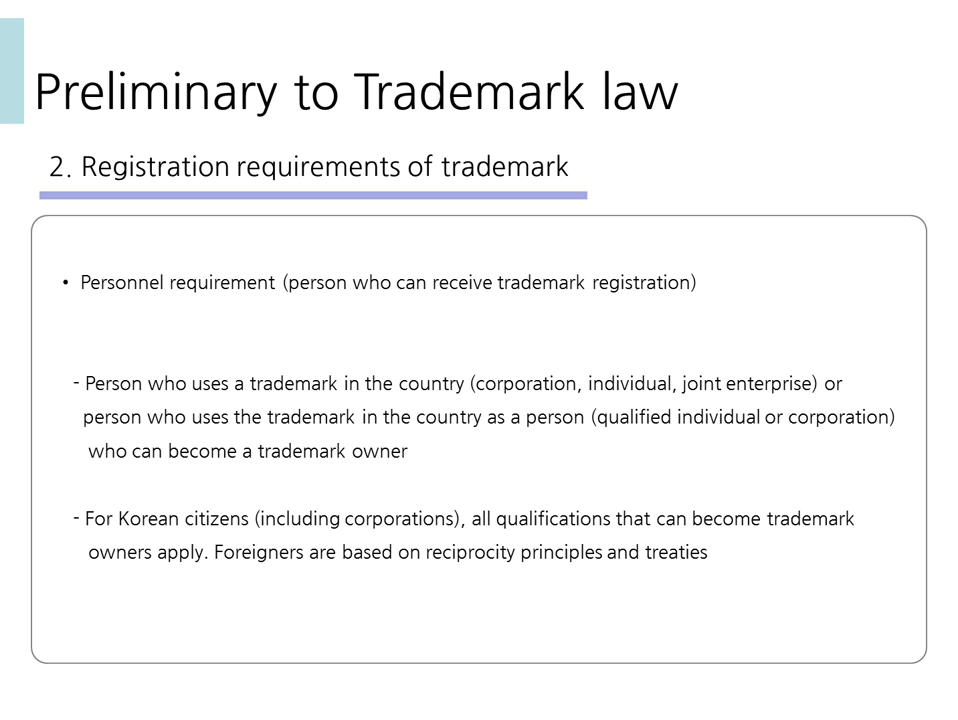 Preliminary to Trademark law
2. Registration requirements of trademark
• Personnel requirement (person who can receive trademark registration)
- Person who uses a trademark in the country (corporation, individual, joint enterprise) or
person who uses the trademark in the country as a person (qualified individual or corporation)
who can become a trademark owner
- For Korean citizens (including corporations), all qualifications that can become trademark
owners apply. Foreigners are based on reciprocity principles and treaties